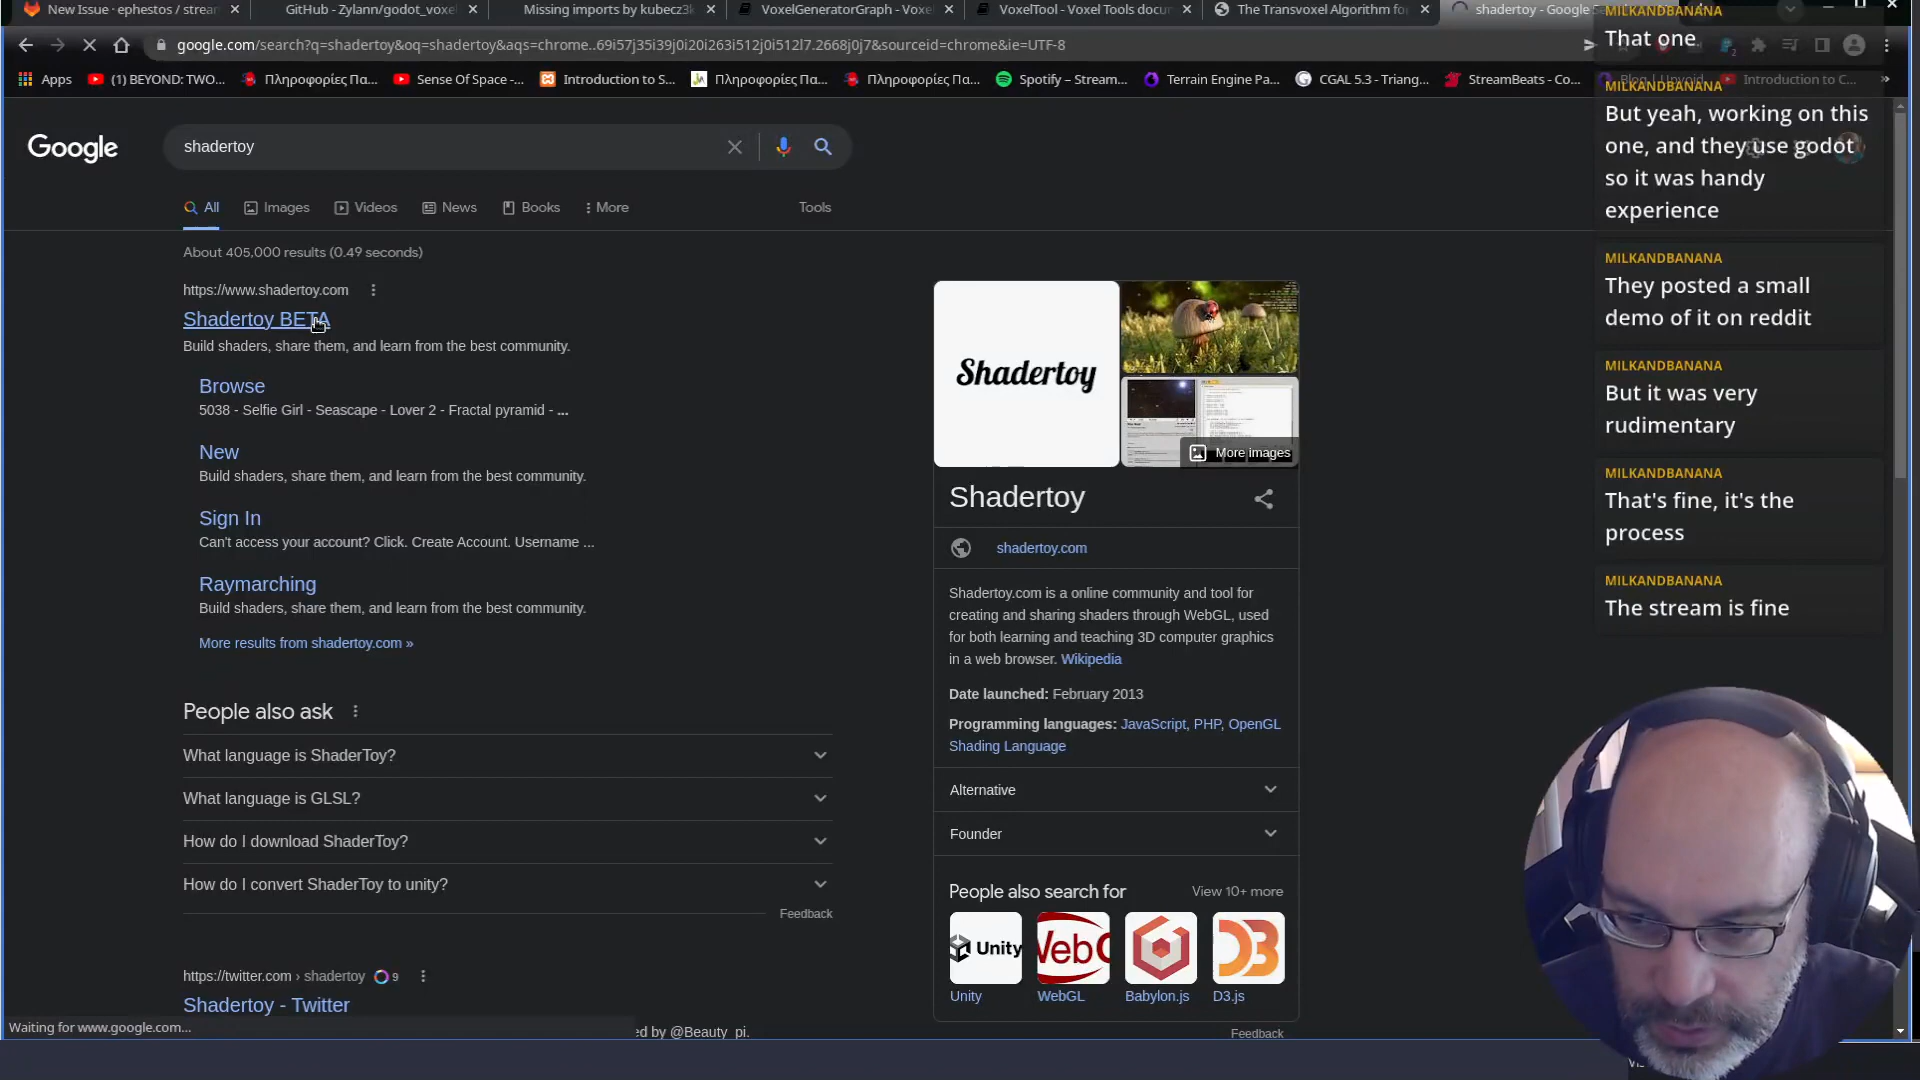 New Issue · ephestos / strea
GitHub - Zylann/godot_voxel
Missing imports by kubecz3k
VoxelGeneratorGraph - Voxel
VoxelTool - Voxel Tools docum
The Transvoxel Algorithm for
shadertoy - Google Se
google.com/search?q=shadertoy&oq=shadertoy&aqs=chrome..69i57j35i39j0i20i263i512j0i512l7.2668j0j7&sourceid=chrome&ie=UTF-8
Apps
(1) BEYOND: TWO...
Πληροφορίες Πα...
Sense Of Space -...
Introduction to S...
Πληροφορίες Πα...
Πληροφορίες Πα...
Spotify – Stream...
Terrain Engine Pa...
CGAL 5.3 - Triang...
StreamBeats - Co...
Blog | Unvoid
Introduction to C...
Google
shadertoy
All
Images
Videos
News
Books
More
Tools
About 405,000 results (0.49 seconds)
https://www.shadertoy.com
Shadertoy BETA
Build shaders, share them, and learn from the best community.
Browse
5038 - Selfie Girl - Seascape - Lover 2 - Fractal pyramid - ...
New
Build shaders, share them, and learn from the best community.
Sign In
Can't access your account? Click. Create Account. Username ...
Raymarching
Build shaders, share them, and learn from the best community.
More results from shadertoy.com »
People also ask
What language is ShaderToy?
What language is GLSL?
How do I download ShaderToy?
How do I convert ShaderToy to unity?
Feedback
https://twitter.com › shadertoy
9
Shadertoy - Twitter
ed by @Beauty_pi.
Waiting for www.google.com...
Shadertoy
More images
Shadertoy
shadertoy.com
Shadertoy.com is a online community and tool for
creating and sharing shaders through WebGL, used
for both learning and teaching 3D computer graphics
in a web browser. Wikipedia
Date launched: February 2013
Programming languages: JavaScript, PHP, OpenGL
Shading Language
Alternative
Founder
People also search for
View 10+ more
Unity
WebG
Unity
WebGL
Babylon.js
D3.js
Feedback
MILKANDBANANA
That one
MILKANDBANANA
But yeah, working on this
one, and they use godot
so it was handy
experience
MILKANDBANANA
They posted a small
demo of it on reddit
MILKANDBANANA
But it was very
rudimentary
MILKANDBANANA
That's fine, it's the
process
MILKANDBANANA
The stream is fine